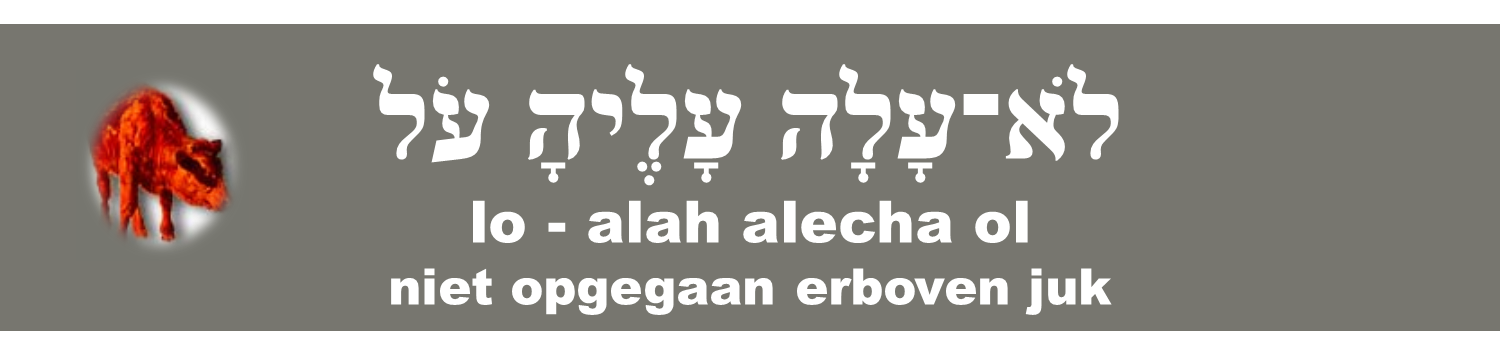 לֹא־עָלָה עָלֶיהָ עֹל
lo - alah alecha ol
niet opgegaan erboven juk